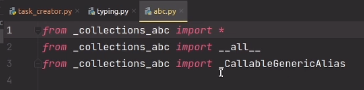 task_creator.py typing.py abc.py
1 from _collections_abc import *
2 from _collections_abc import __all__
3 from _collections_abc import _CallableGenericAlias
4